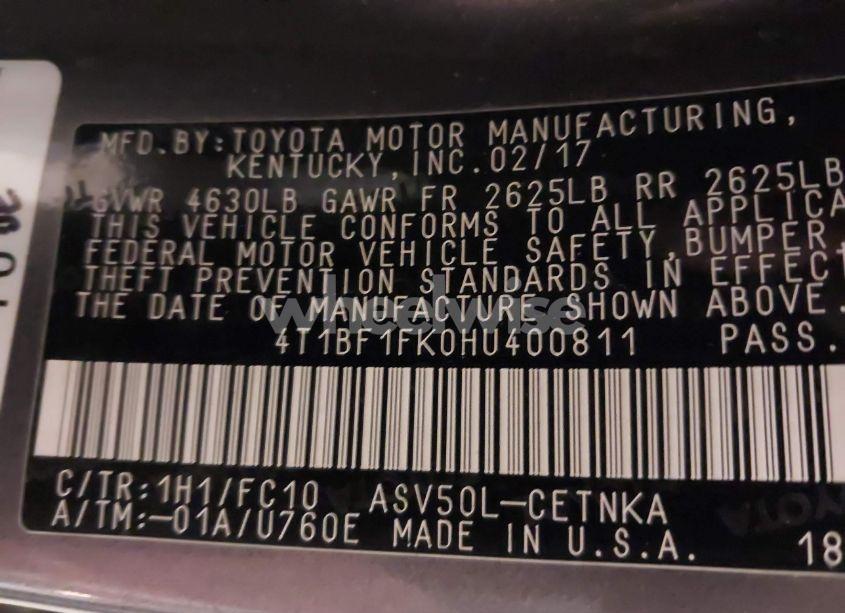 MFD.BY:TOYOTA MOTOR MANUFACTURING,
KENTUCKY,INC.02/17
GVWR 4630LB GAWR FR 2625LB RR 2625LB
THIS VEHICLE CONFORMS TO ALL APPLICA
FEDERAL MOTOR VEHICLE SAFETY,BUMPER,
THEFT PREVENTION STANDARDS IN EFFECT
THE DATE OF MANUFACTURE SHOWN ABOVE.
wheelwise
4T1BF1FK0HU400811 PASS.
C/TR:1H1/FC10 ASV50L-CETNKA
A/TM:-01A/U760E MADE IN U.S.A. 18